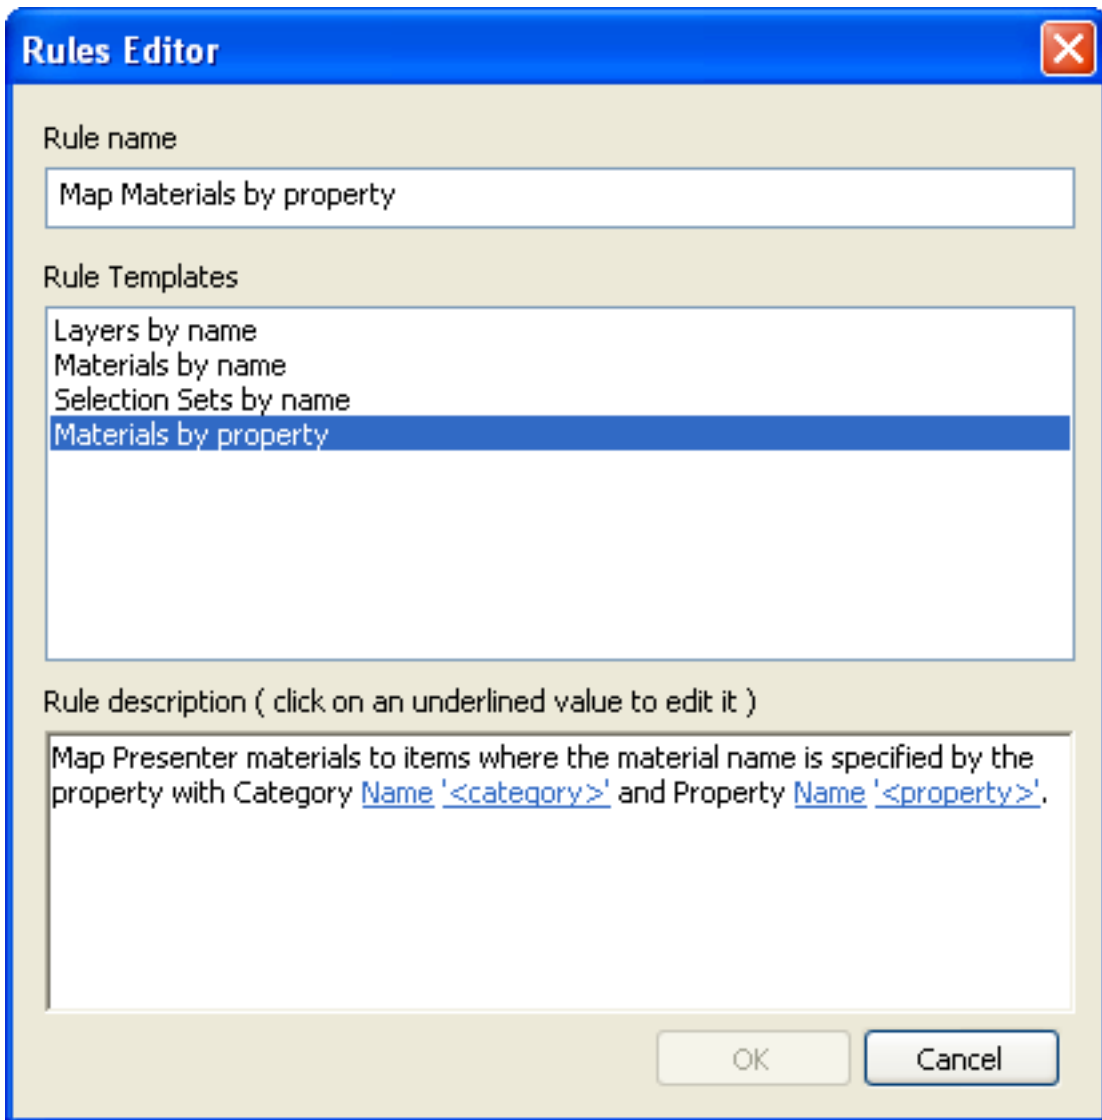 Rules Editor
Rule name
Map Materials by property
Rule Templates
Layers by name
Materials by name
Selection Sets by name
Materials by property
Rule description ( click on an underlined value to edit it )
Map Presenter materials to items where the material name is specified by the
property with Category Name '<category>' and Property Name '<property>'.
OK
Cancel